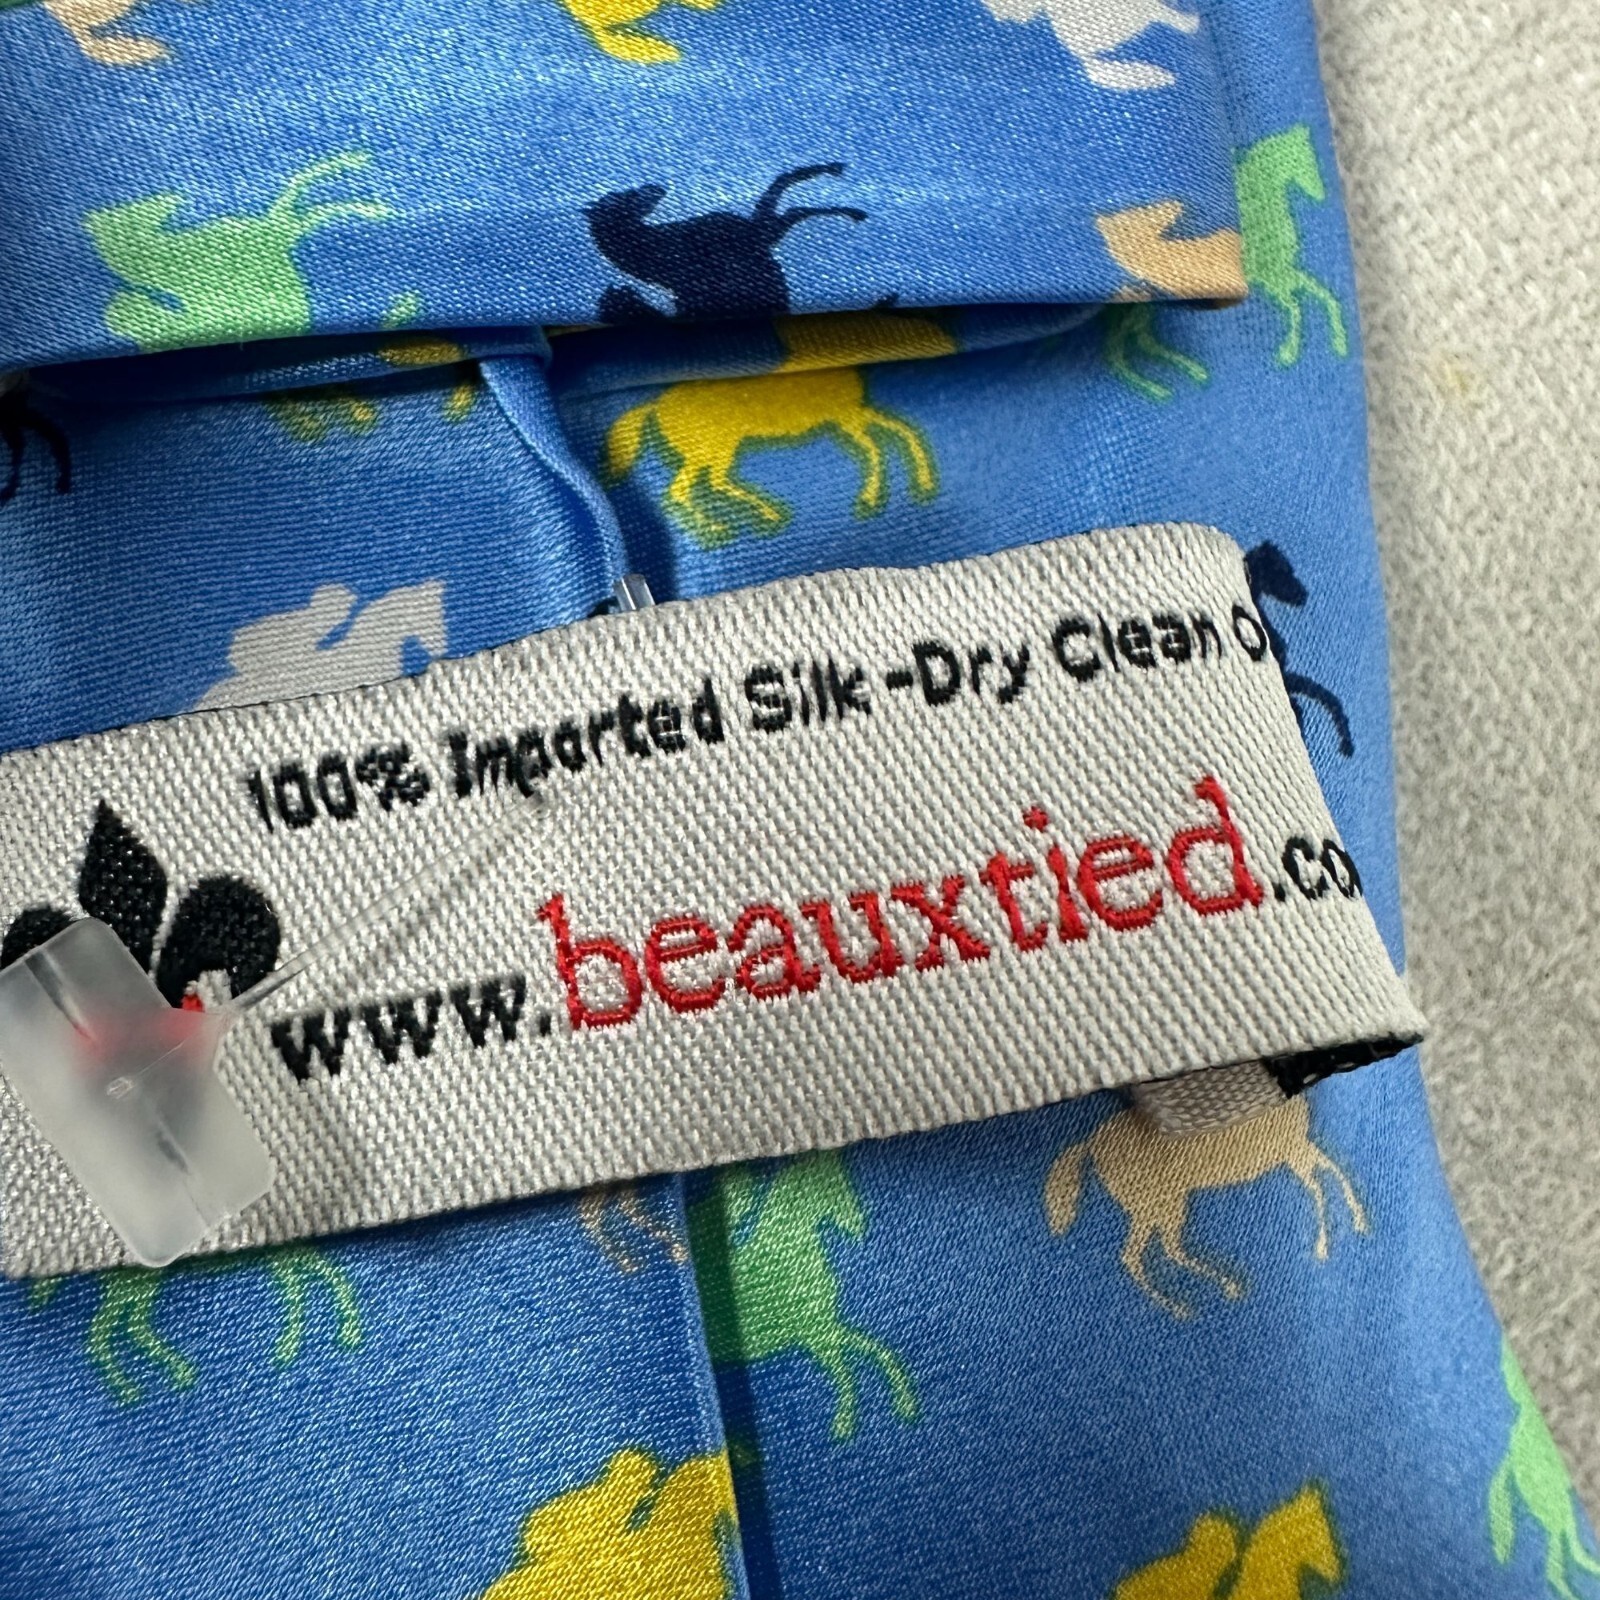 100% Imported Silk-Dry Clean O
www.beauxtied.co